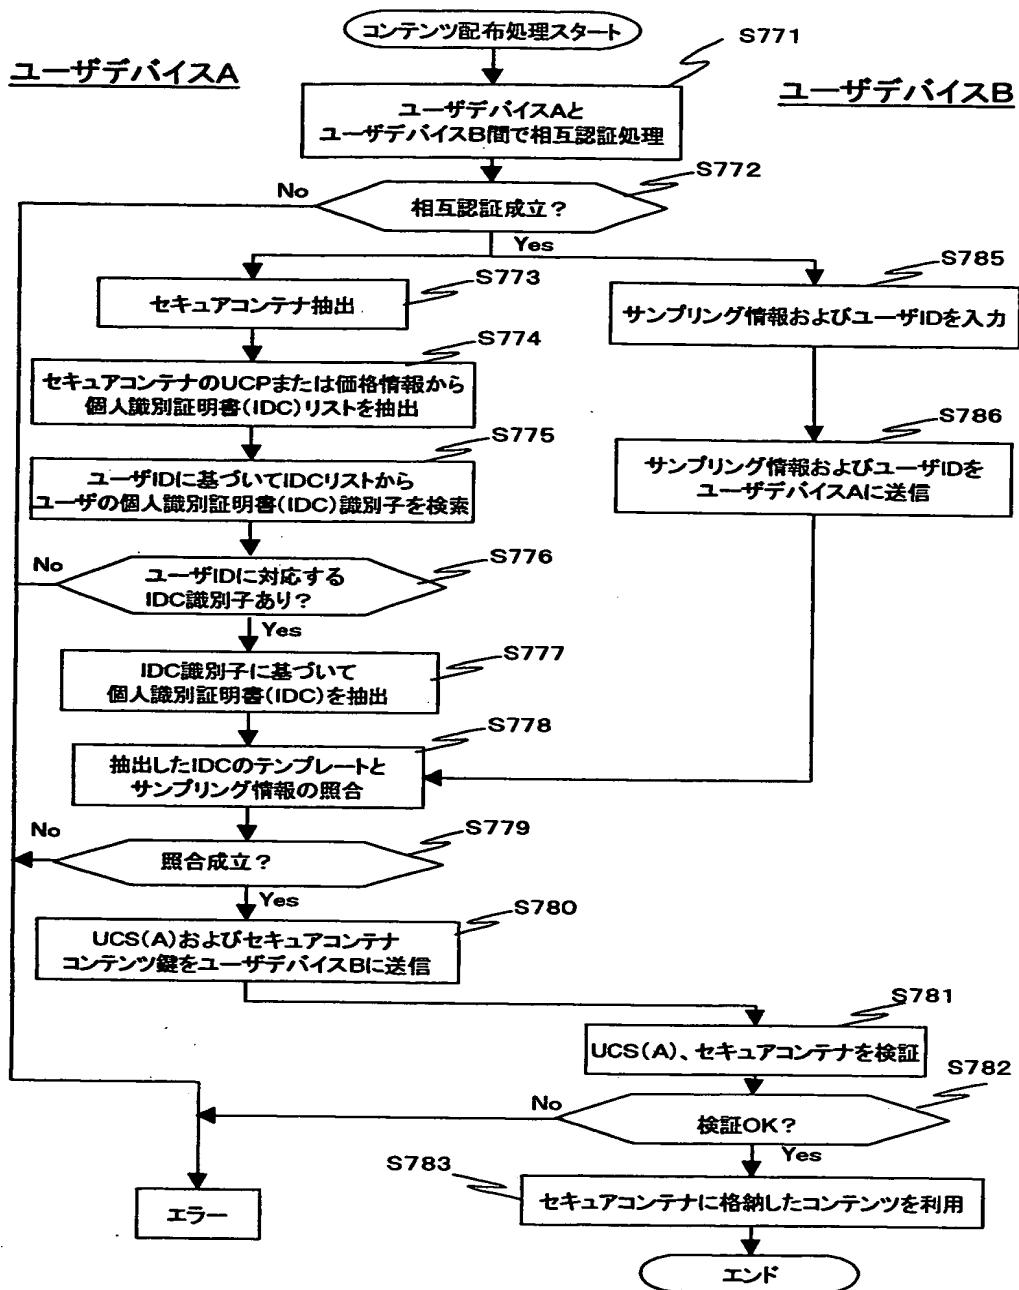 コンテンツ配布処理スタート
S771
ユーザデバイスA
ユーザデバイスB
ユーザデバイスAと
ユーザデバイスB間で相互認証処理
S772
No
相互認証成立？
Yes
S773
セキュアコンテナ抽出
S785
サンプリング情報およびユーザIDを入力
S774
セキュアコンテナのUCPまたは価格情報から
個人識別証明書(IDC)リストを抽出
S786
サンプリング情報およびユーザIDを
ユーザデバイスAに送信
S775
ユーザIDに基づいてIDCリストから
ユーザの個人識別証明書(IDC)識別子を検索
S776
No
ユーザIDに対応する
IDC識別子あり？
Yes
S777
IDC識別子に基づいて
個人識別証明書(IDC)を抽出
S778
抽出したIDCのテンプレートと
サンプリング情報の照合
S779
No
照合成立？
Yes
S780
UCS(A)およびセキュアコンテナ
コンテンツ鍵をユーザデバイスBに送信
S781
UCS(A)、セキュアコンテナを検証
S782
No
検証OK？
Yes
S783
セキュアコンテナに格納したコンテンツを利用
エラー
エンド